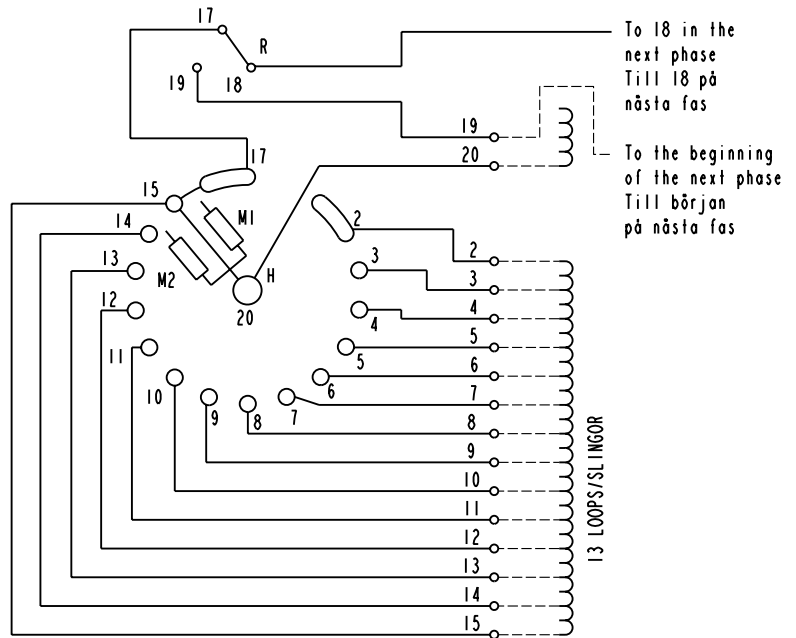 17
R
To 18 in the
next phase
Till 18 på
nåsta fas
19
18
19
20
To the beginning
of the next phase
Till börjar
på nåsta fas
17
15
14
M1
2
2
13
M2
H
3
3
12
20
4
4
11
5
5
10
6
6
9
8
7
7
8
9
10
11
12
13
14
15
13 LOOPS/SLINGOR